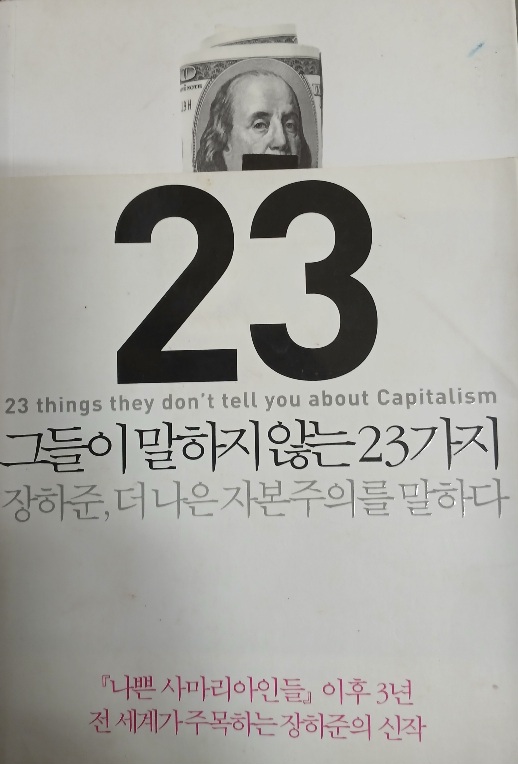 23
23 things they don't tell you about Capitalism
그들이 말하지 않는 23가지
장하준, 더 나은 자본주의를 말하다
『나쁜 사마리아인들』 이후 3년
전 세계가 주목하는 장하준의 신작